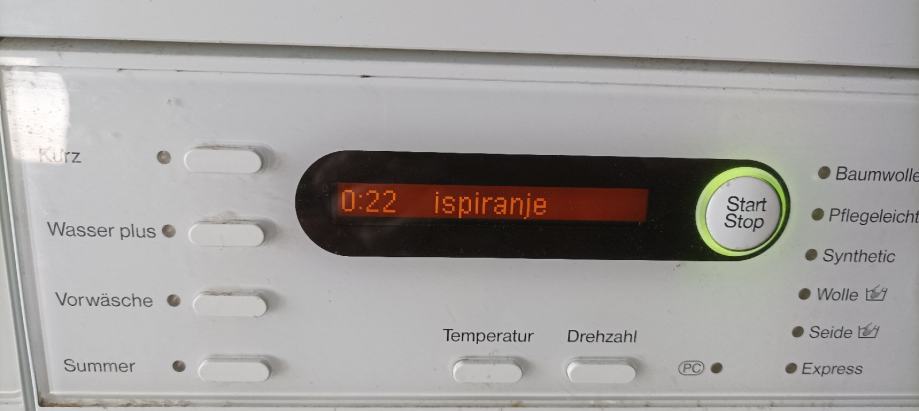 Kurz
Wasser plus
Vorwäsche
Summer
0:22 ispiranje
Start
Stop
Temperatur
Drehzahl
PC
Baumwolle
Pflegeleicht
Synthetic
Wolle
Seide
Express